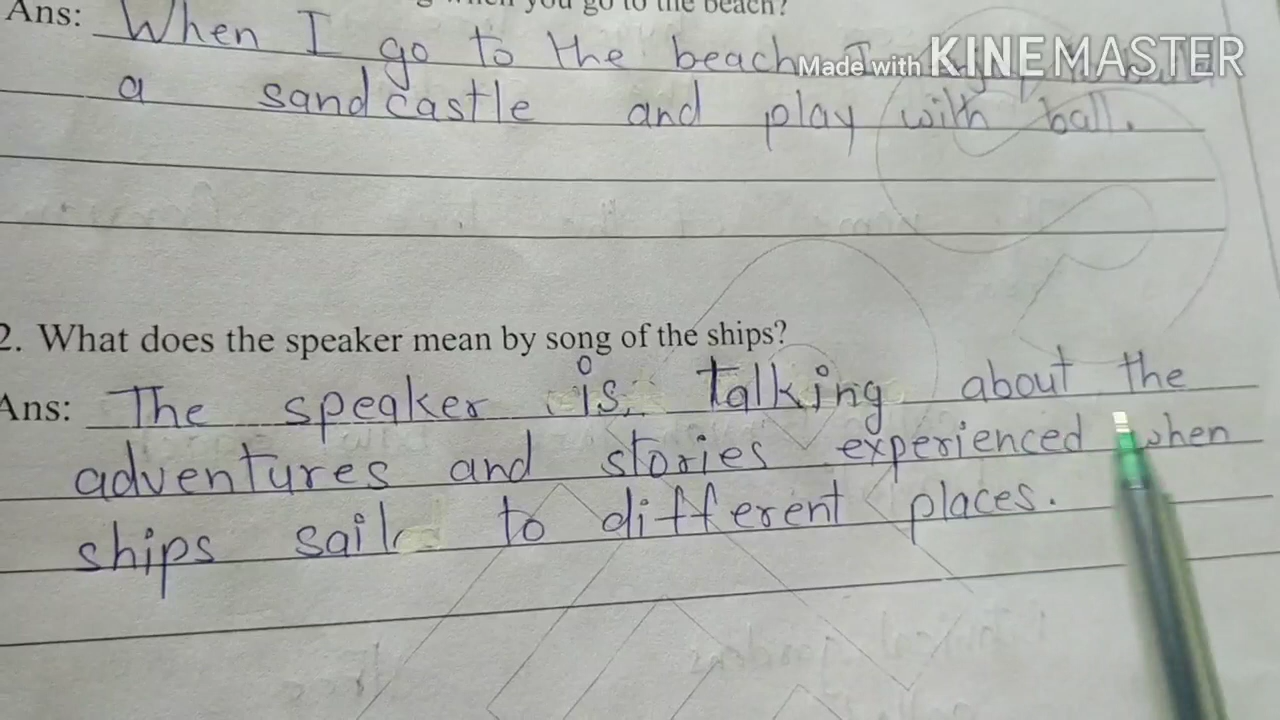 you go to the beach?
Ans: When I go to the beach
Made with KINEMASTER
a sandcastle and play with ball.
2. What does the speaker mean by song of the ships?
Ans: The speaker is talking about the
adventures and stories experienced when
ships sail to different places.